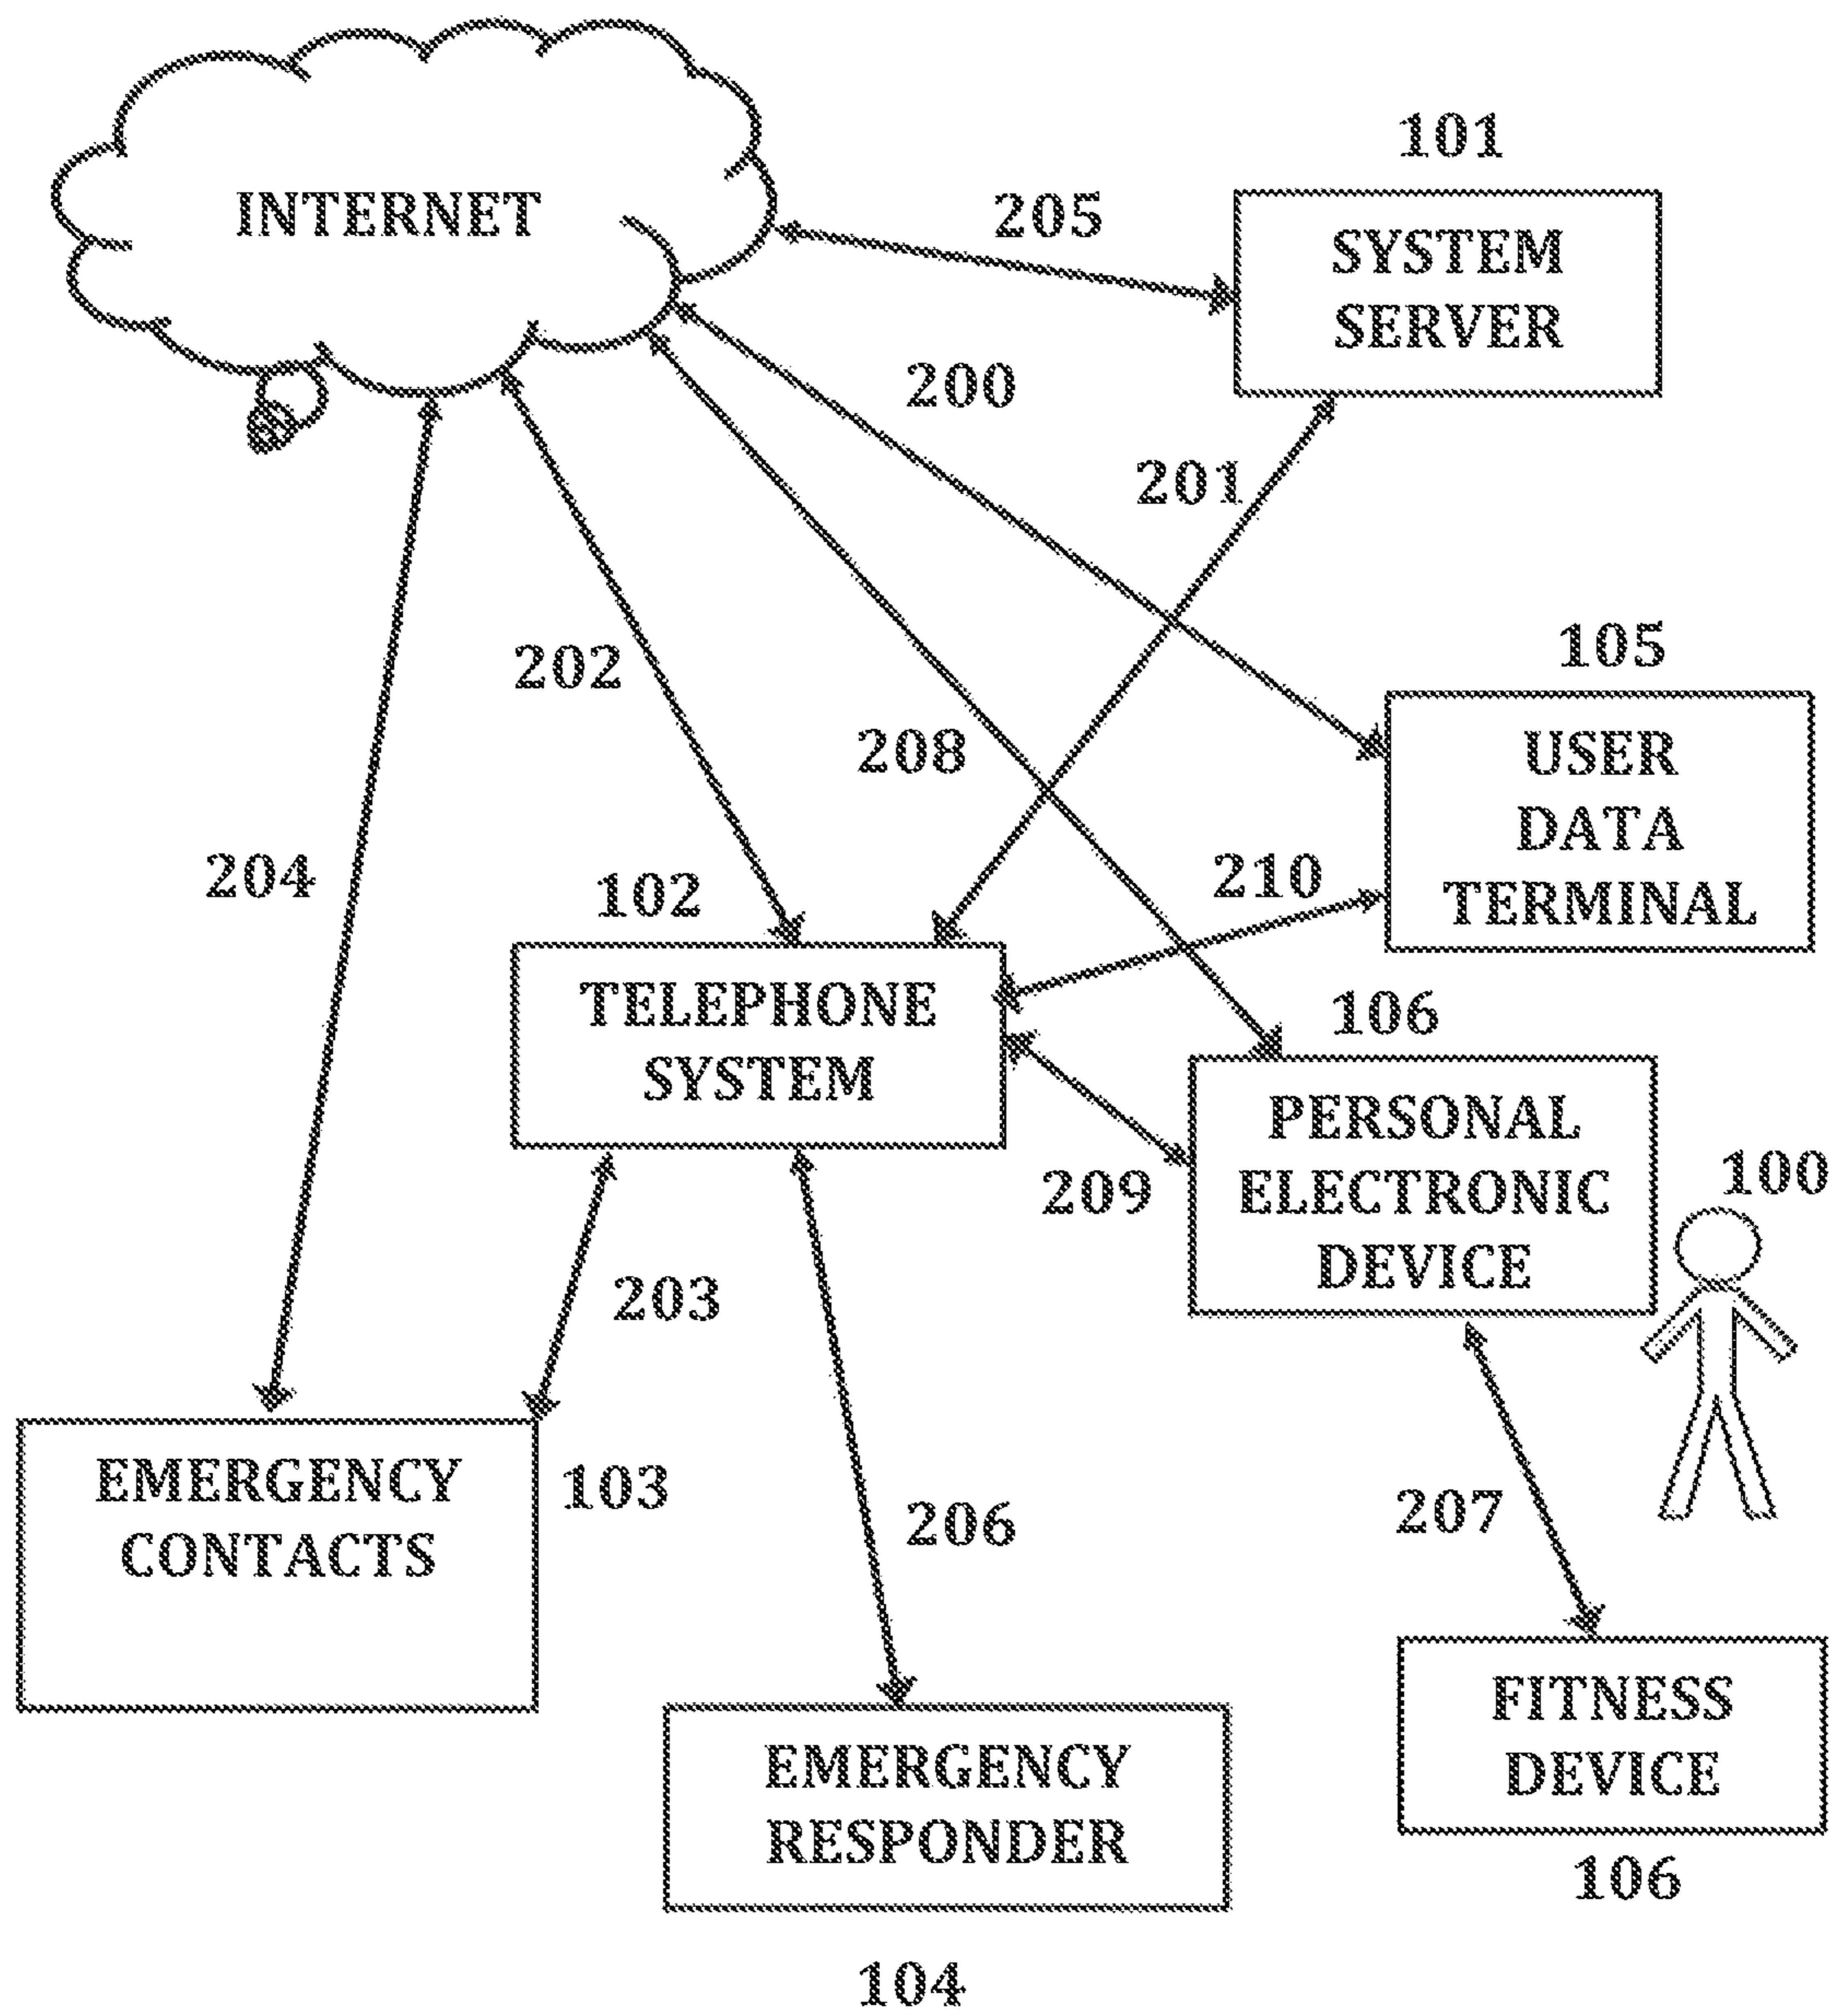 101
INTERNET
205
SYSTEM
SERVER
200
201
202
105
208
USER
DATA
TERMINAL
204
102
210
TELEPHONE
SYSTEM
106
PERSONAL
ELECTRONIC
DEVICE
209
100
203
EMERGENCY
CONTACTS
103
206
207
FITNESS
DEVICE
106
EMERGENCY
RESPONDER
104